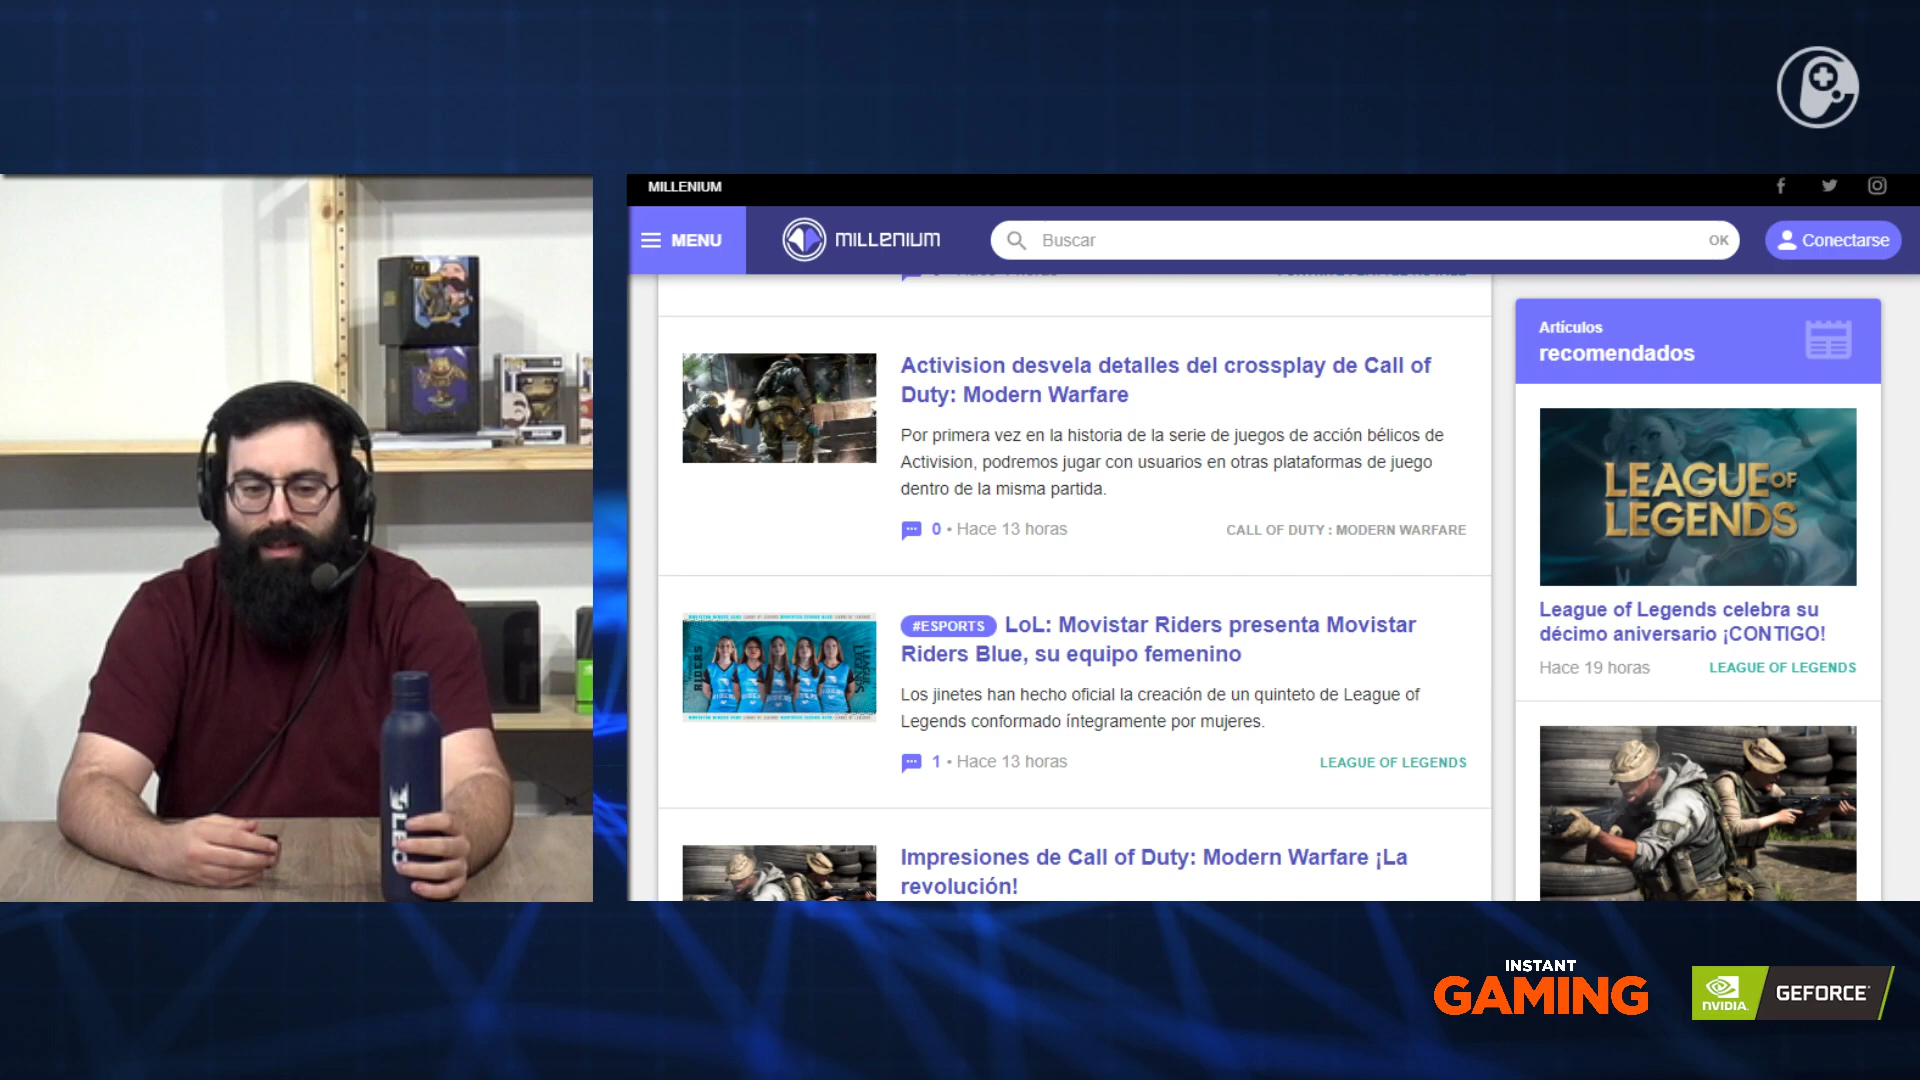 MILLENIUM
MENU
MILLENIUM
Buscar
OK
Conectarse
Activision desvela detalles del crossplay de Call of
Duty: Modern Warfare
Por primera vez en la historia de la serie de juegos de acción bélicos de
Activision, podremos jugar con usuarios en otras plataformas de juego
dentro de la misma partida.
0 • Hace 13 horas
CALL OF DUTY : MODERN WARFARE
#ESPORTS LoL: Movistar Riders presenta Movistar
Riders Blue, su equipo femenino
Los jinetes han hecho oficial la creación de un quinteto de League of
Legends conformado íntegramente por mujeres.
1 • Hace 13 horas
LEAGUE OF LEGENDS
RIDERS
Impresiones de Call of Duty: Modern Warfare ¡La
revolución!
Artículos
recomendados
LEAGUE OF
LEGENDS
League of Legends celebra su
décimo aniversario ¡CONTIGO!
Hace 19 horas
LEAGUE OF LEGENDS
INSTANT
GAMING
NVIDIA.
GEFORCE